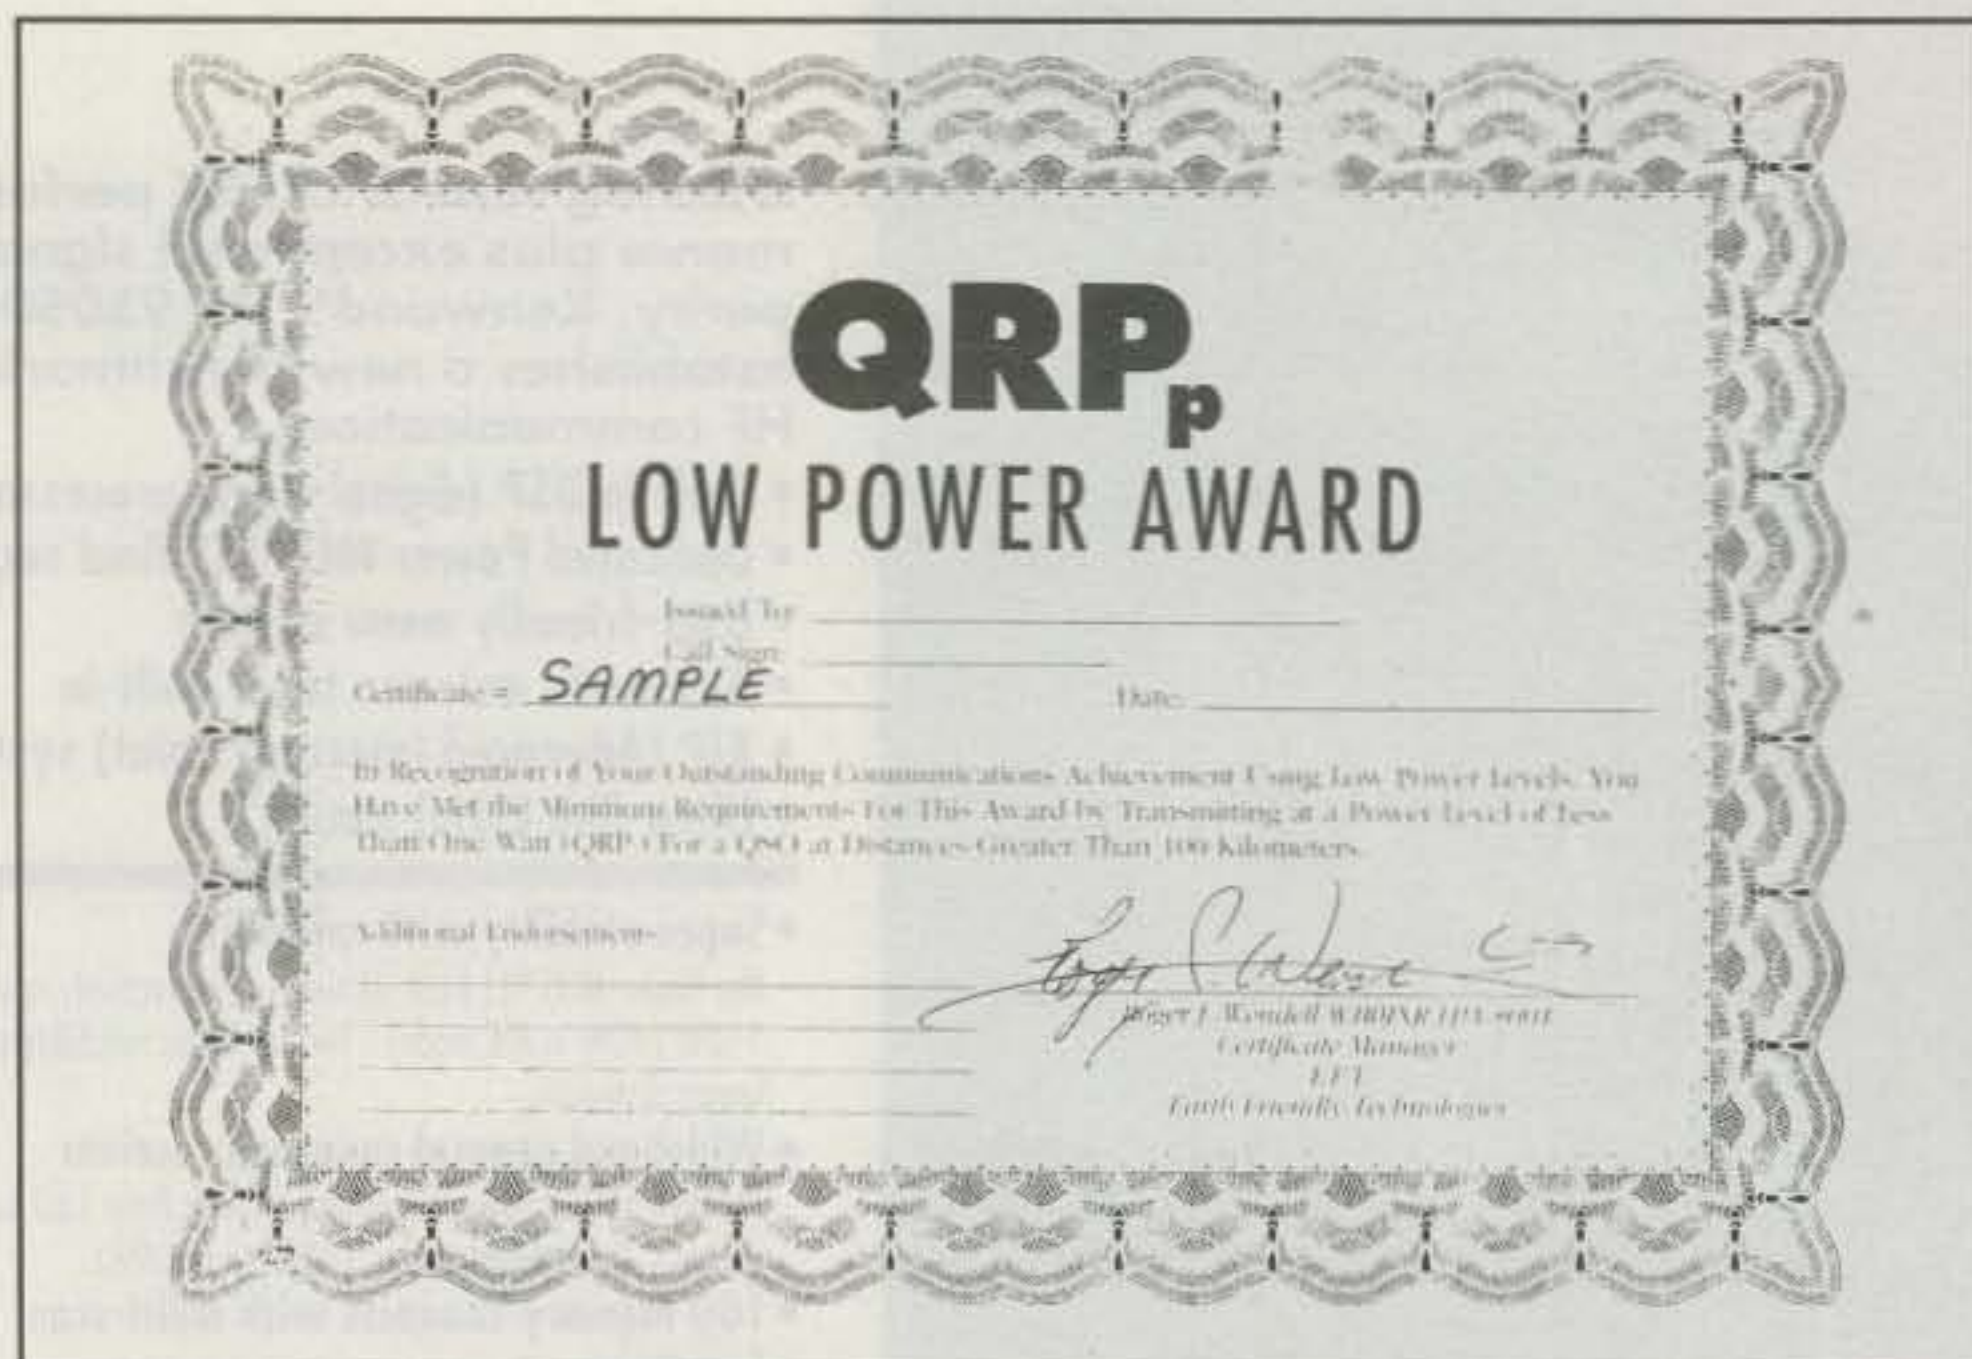 QRPp
LOW POWER AWARD
Issued To:
Call Sign:
Certificate # SAMPLE Date:
In Recognition of Your Outstanding Communications Achievement Using Low Power Levels. You
Have Met the Minimum Requirements For This Award by Transmitting at a Power Level of Less
Than One Watt (QRPp) For a QSO at Distances Greater Than 100 Kilometers.
Additional Endorsements
Roger J. Wendell
Certificate Manager
EFT
Earth Friendly Technologies